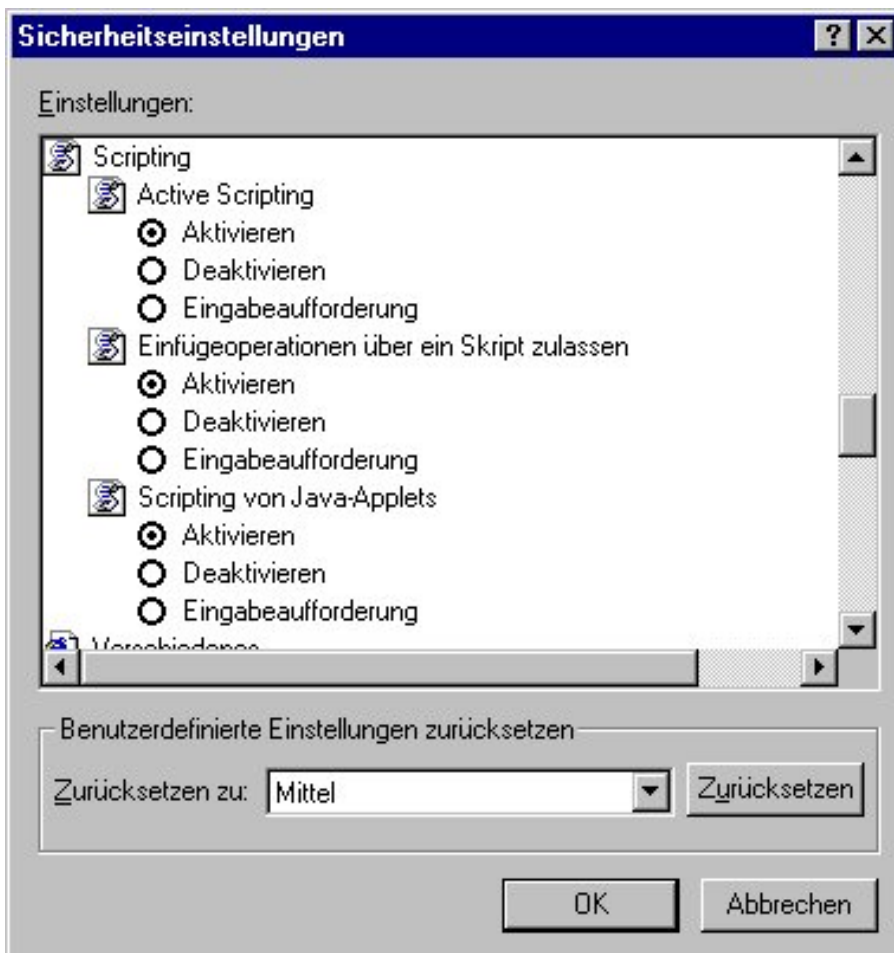 Sicherheitseinstellungen
Einstellungen:
Scripting
Active Scripting
Aktivieren
Deaktivieren
Eingabeaufforderung
Einfügeoperationen über ein Skript zulassen
Aktivieren
Deaktivieren
Eingabeaufforderung
Scripting von Java-Applets
Aktivieren
Deaktivieren
Eingabeaufforderung
Verschiedenes
Benutzerdefinierte Einstellungen zurücksetzen
Zurücksetzen zu: Mittel Zurücksetzen
OK Abbrechen